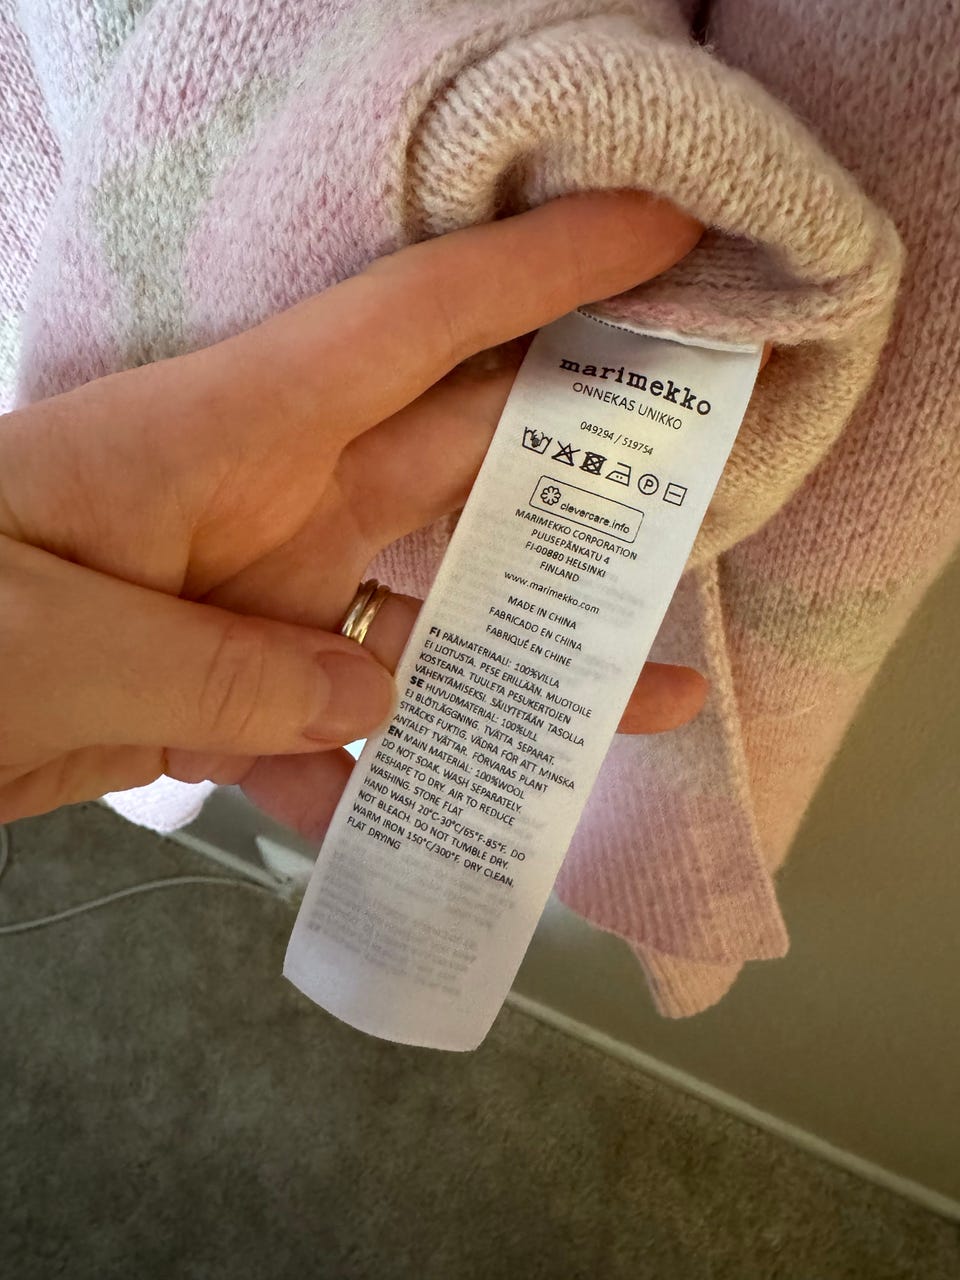 marimekko
ONNEKAS UNIKKO
049294 / 519754
P
clevercare.info
MARIMEKKO CORPORATION
PUUSEPÄNKATU 4
FI-00880 HELSINKI
FINLAND
www.marimekko.com
MADE IN CHINA
FABRICADO EN CHINA
FABRIQUÉ EN CHINE
FI PÄÄMATERIAALI: 100%VILLA
EI LIOTUSTA. PESE ERILLÄÄN. MUOTOILE
KOSTEANA. TUULETA PESUKERTOJEN
VÄHENTÄMISEKSI. SÄILYTETÄÄN TASOLLA
SE HUVUDMATERIAL: 100%ULL
EJ BLÖTLÄGGNING. TVÄTTA SEPARAT.
STRÄCKS FUKTIG. VÄDRA FÖR ATT MINSKA
ANTALET TVÄTTAR. FÖRVARAS PLANT
EN MAIN MATERIAL: 100%WOOL
DO NOT SOAK. WASH SEPARATELY.
RESHAPE TO DRY. AIR TO REDUCE
WASHING. STORE FLAT
HAND WASH 20°C-30°C/65°F-85°F. DO
NOT BLEACH. DO NOT TUMBLE DRY.
WARM IRON 150°C/300°F. DRY CLEAN.
FLAT DRYING